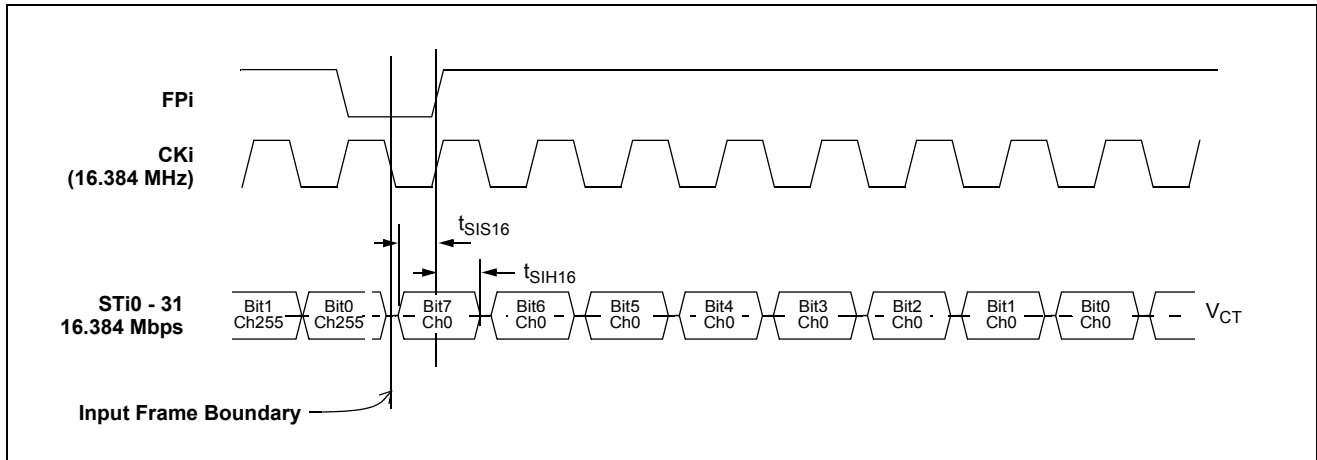 FPi
CKi
(16.384 MHz)
tSIS16
tSIH16
STi0 - 31
16.384 Mbps
Bit1
Ch255
Bit0
Ch255
Bit7
Ch0
Bit6
Ch0
Bit5
Ch0
Bit4
Ch0
Bit3
Ch0
Bit2
Ch0
Bit1
Ch0
Bit0
Ch0
VCT
Input Frame Boundary